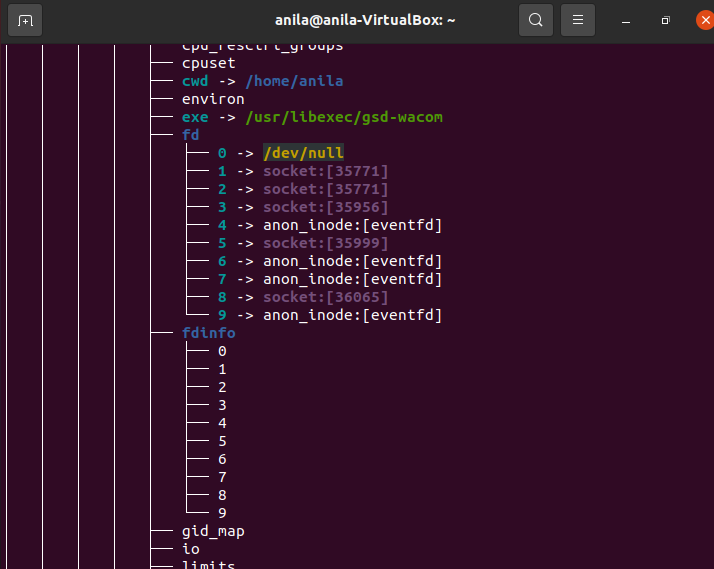 anila@anila-VirtualBox: ~
cpu_resctrl_groups
cpuset
cwd -> /home/anila
environ
exe -> /usr/libexec/gsd-wacom
fd
0 -> /dev/null
1 -> socket:[35771]
2 -> socket:[35771]
3 -> socket:[35956]
4 -> anon_inode:[eventfd]
5 -> socket:[35999]
6 -> anon_inode:[eventfd]
7 -> anon_inode:[eventfd]
8 -> socket:[36065]
9 -> anon_inode:[eventfd]
fdinfo
0
1
2
3
4
5
6
7
8
9
gid_map
io
limits